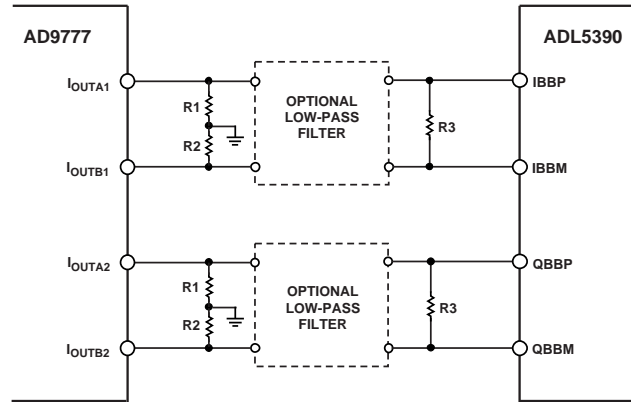 AD9777
ADL5390
IOUTA1
IBBP
R1
OPTIONAL
LOW-PASS
FILTER
R3
R2
IOUTB1
IBBM
IOUTA2
QBBP
R1
OPTIONAL
LOW-PASS
FILTER
R3
R2
IOUTB2
QBBM